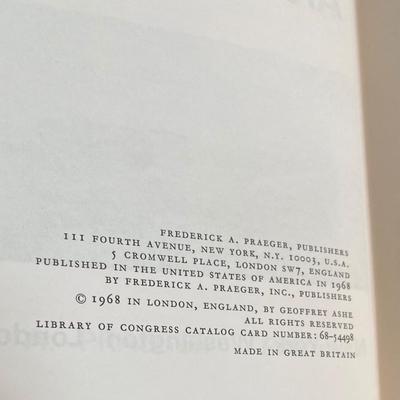 FREDERICK A. PRAEGER, PUBLISHERS
111 FOURTH AVENUE, NEW YORK, N.Y. 10003, U.S.A.
5 CROMWELL PLACE, LONDON SW7, ENGLAND
PUBLISHED IN THE UNITED STATES OF AMERICA IN 1968
BY FREDERICK A. PRAEGER, INC., PUBLISHERS
© 1968 IN LONDON, ENGLAND, BY GEOFFREY ASHE
ALL RIGHTS RESERVED
LIBRARY OF CONGRESS CATALOG CARD NUMBER: 68-54498
MADE IN GREAT BRITAIN